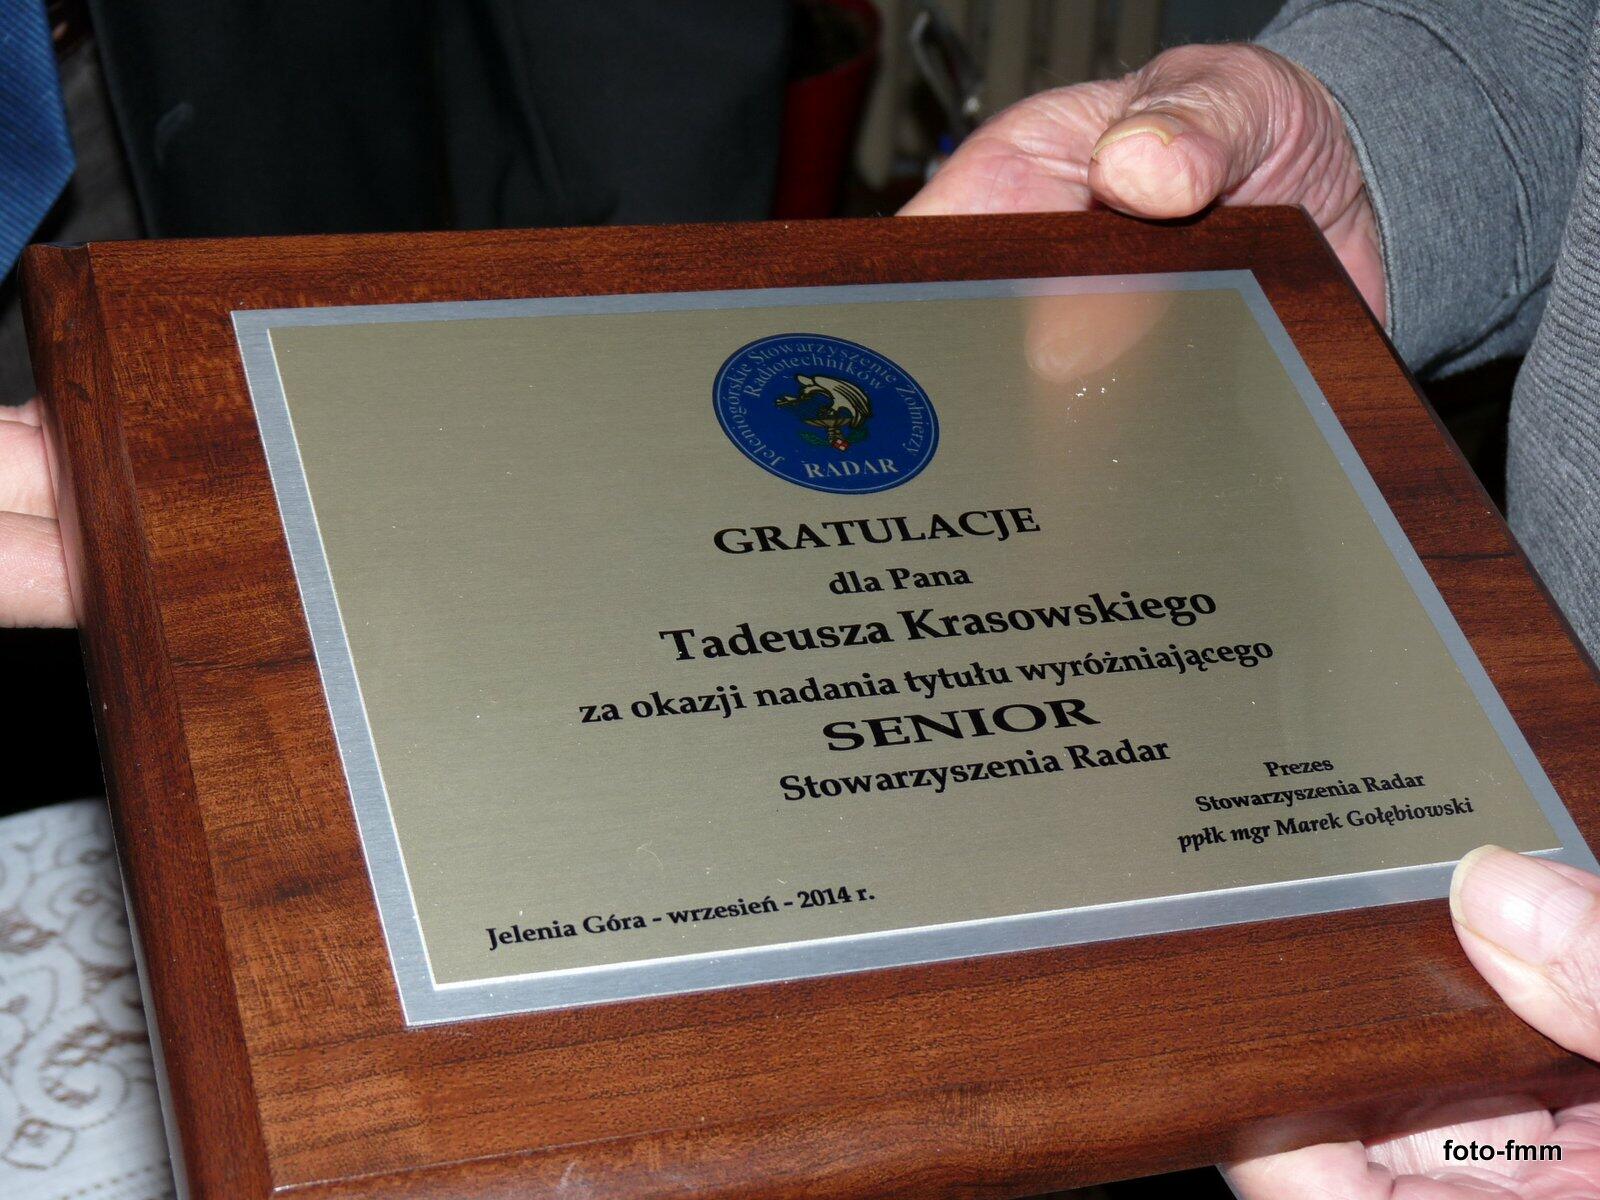 Jeleniogórskie Stowarzyszenie Żołnierzy
Radiotechników
RADAR
GRATULACJE
dla Pana
Tadeusza Krasowskiego
za okazji nadania tytułu wyróżniającego
SENIOR
Stowarzyszenia Radar
Prezes
Stowarzyszenia Radar
ppłk mgr Marek Gołębiowski
Jelenia Góra - wrzesień - 2014 r.
foto-fmm